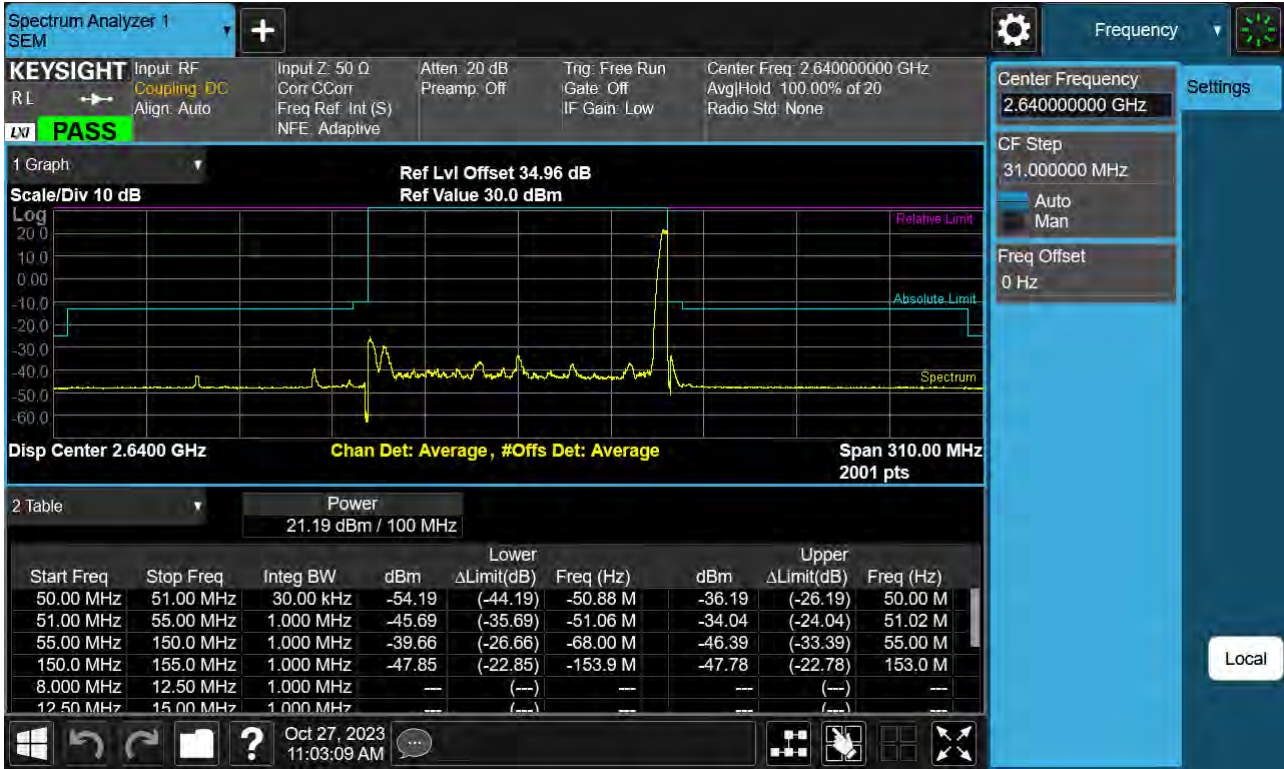 Spectrum Analyzer 1
SEM
+
Frequency
KEYSIGHT
RL
LXI
PASS
Input: RF
Coupling: DC
Align: Auto
Input Z: 50 Ω
Corr CCorr
Freq Ref: Int (S)
NFE: Adaptive
Atten: 20 dB
Preamp: Off
Trig: Free Run
Gate: Off
IF Gain: Low
Center Freq: 2.640000000 GHz
Avg|Hold: 100.00% of 20
Radio Std: None
Center Frequency
2.640000000 GHz
Settings
CF Step
31.000000 MHz
Auto
Man
Freq Offset
0 Hz
Local
1 Graph
Scale/Div 10 dB
Ref Lvl Offset 34.96 dB
Ref Value 30.0 dBm
Log
20.0
10.0
0.00
-10.0
-20.0
-30.0
-40.0
-50.0
-60.0
Relative Limit
Absolute Limit
Spectrum
Disp Center 2.6400 GHz
Chan Det: Average , #Offs Det: Average
Span 310.00 MHz
2001 pts
2 Table
Power
21.19 dBm / 100 MHz
Lower Upper
Start Freq Stop Freq Integ BW dBm ΔLimit(dB) Freq (Hz) dBm ΔLimit(dB) Freq (Hz)
50.00 MHz 51.00 MHz 30.00 kHz -54.19 (-44.19) -50.88 M -36.19 (-26.19) 50.00 M
51.00 MHz 55.00 MHz 1.000 MHz -45.69 (-35.69) -51.06 M -34.04 (-24.04) 51.02 M
55.00 MHz 150.0 MHz 1.000 MHz -39.66 (-26.66) -68.00 M -46.39 (-33.39) 55.00 M
150.0 MHz 155.0 MHz 1.000 MHz -47.85 (-22.85) -153.9 M -47.78 (-22.78) 153.0 M
8.000 MHz 12.50 MHz 1.000 MHz --- (---) --- --- (---) ---
12.50 MHz 15.00 MHz 1.000 MHz --- (---) --- --- (---) ---
?
Oct 27, 2023
11:03:09 AM